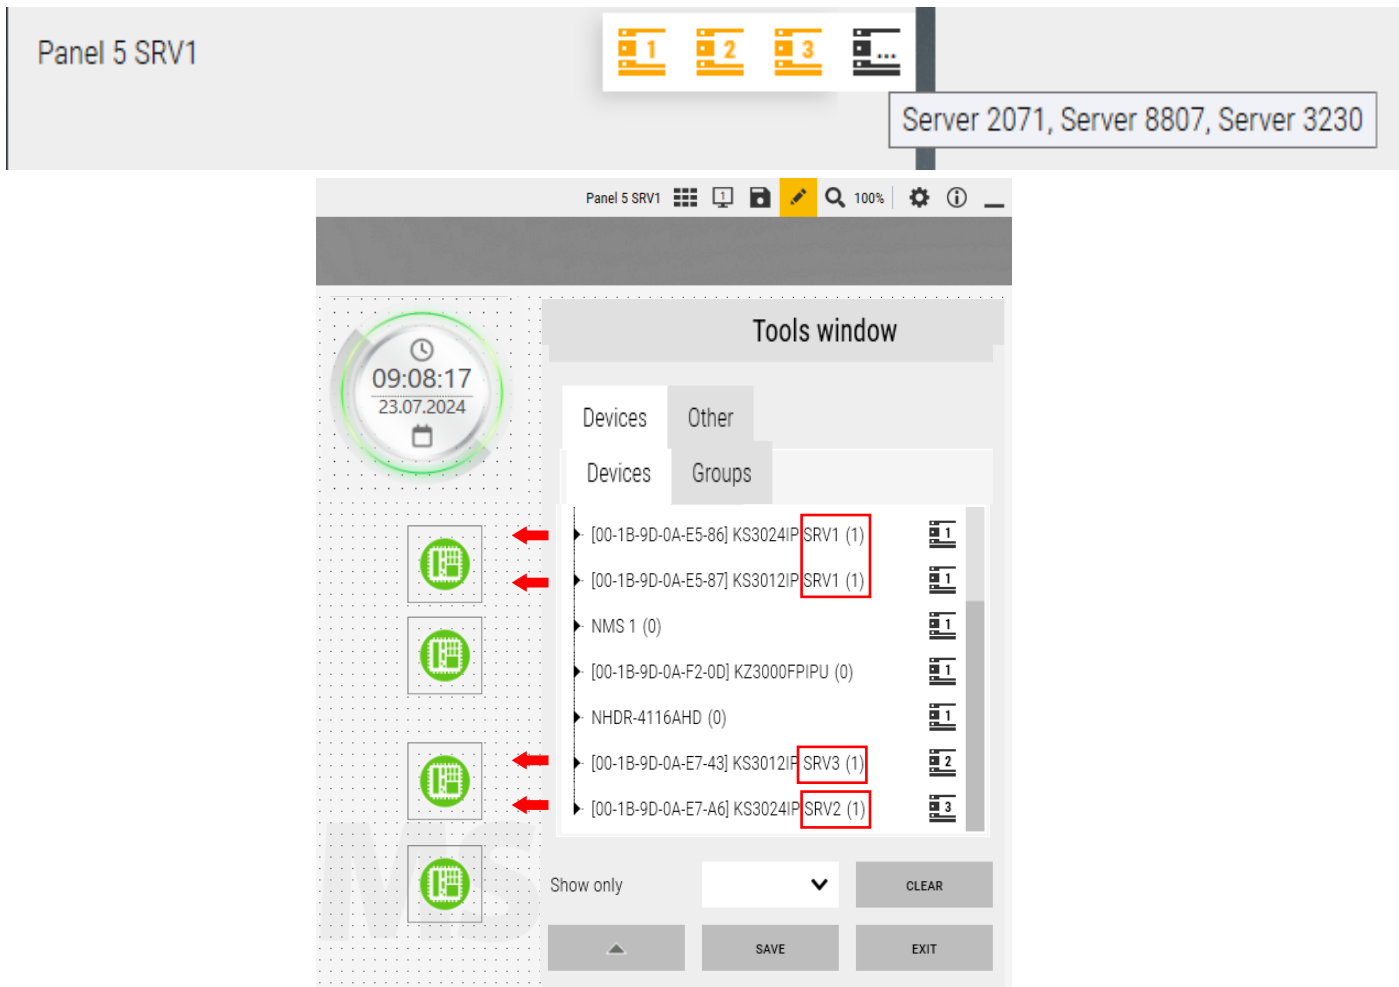 Panel 5 SRV1
1 2 3 ...
Server 2071, Server 8807, Server 3230
Panel 5 SRV1 1 100%
Tools window
09:08:17
23.07.2024
Devices Other
Devices Groups
[00-1B-9D-0A-E5-86] KS3024IP SRV1 (1) 1
[00-1B-9D-0A-E5-87] KS3012IP SRV1 (1) 1
NMS 1 (0) 1
[00-1B-9D-0A-F2-0D] KZ3000FPIPU (0) 1
NHDR-4116AHD (0) 1
[00-1B-9D-0A-E7-43] KS3012IP SRV3 (1) 2
[00-1B-9D-0A-E7-A6] KS3024IP SRV2 (1) 3
MS
Show only CLEAR
SAVE EXIT